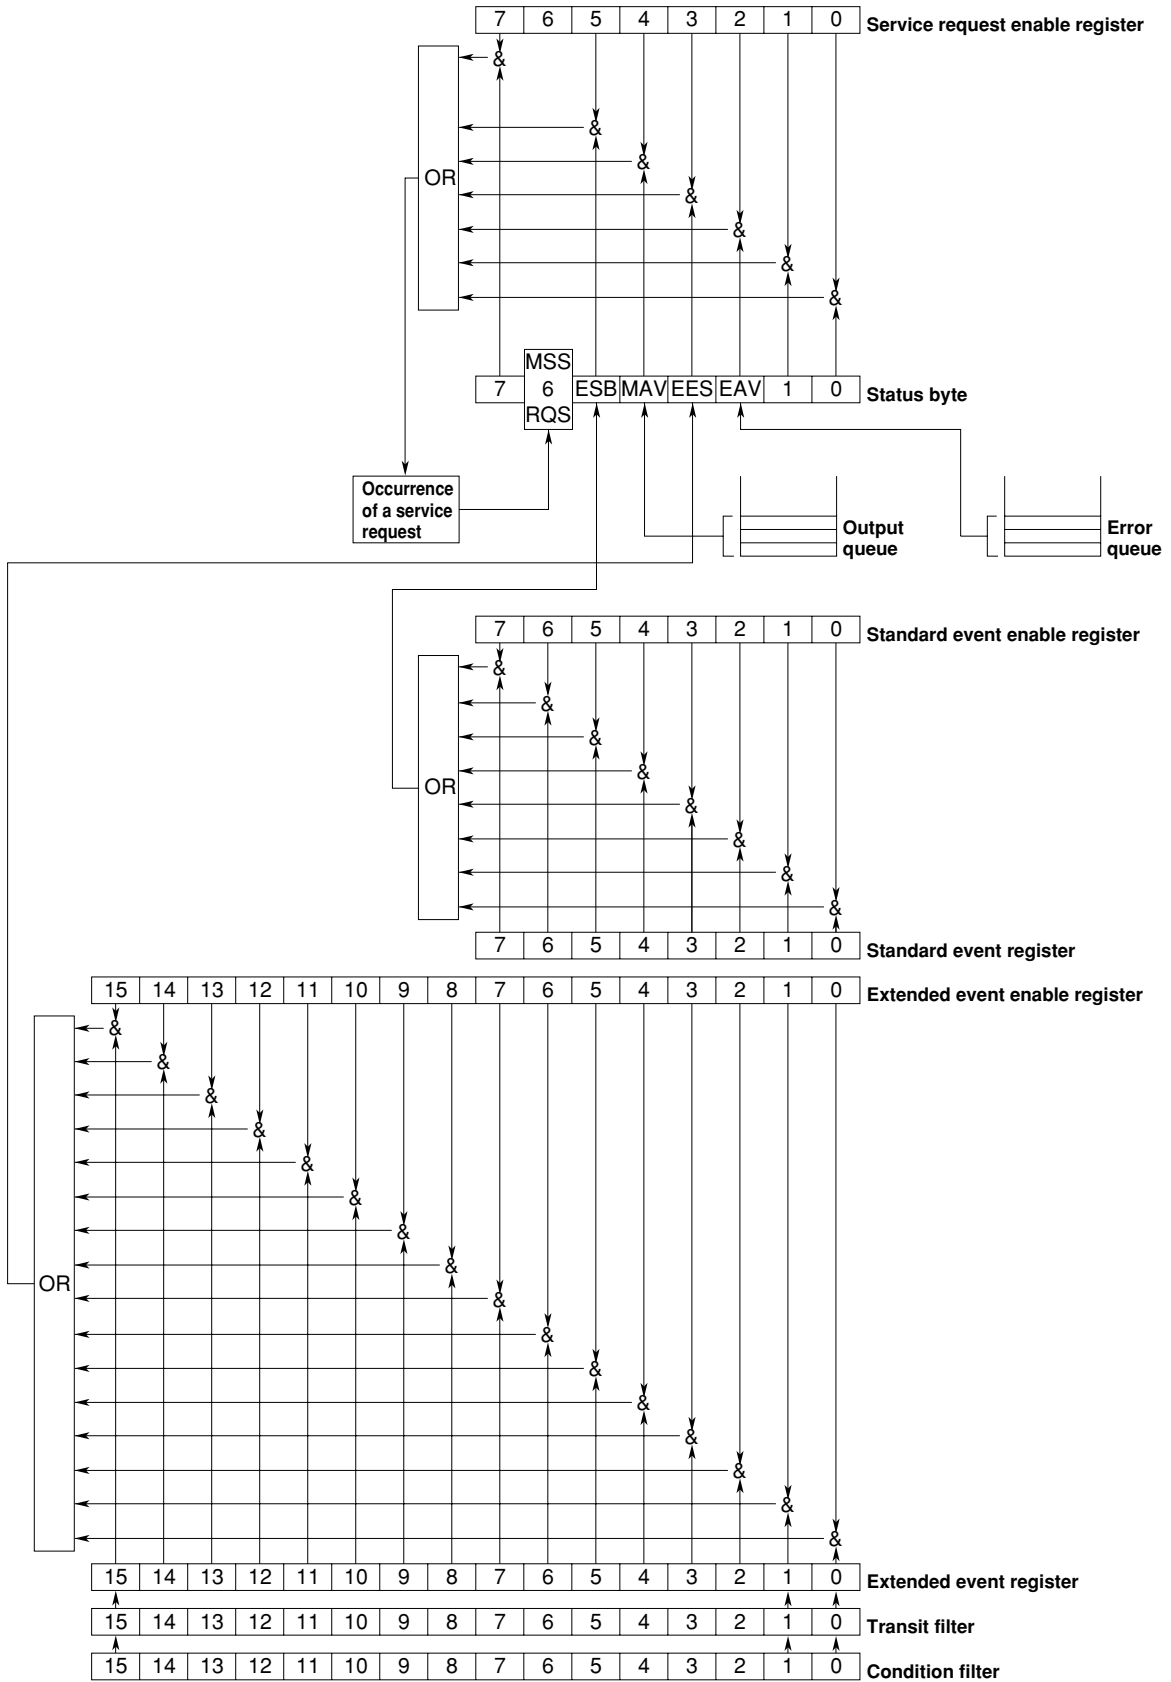 7 6 5 4 3 2 1 0 Service request enable register
&
&
&
OR
&
&
&
&
MSS
7 6 ESB MAV EES EAV 1 0 Status byte
RQS
Occurrence
of a service
request
Output
queue
Error
queue
7 6 5 4 3 2 1 0 Standard event enable register
&
&
&
&
OR
&
&
&
&
7 6 5 4 3 2 1 0 Standard event register
15 14 13 12 11 10 9 8 7 6 5 4 3 2 1 0 Extended event enable register
&
&
&
&
&
&
&
&
OR
&
&
&
&
&
&
&
&
15 14 13 12 11 10 9 8 7 6 5 4 3 2 1 0 Extended event register
15 14 13 12 11 10 9 8 7 6 5 4 3 2 1 0 Transit filter
15 14 13 12 11 10 9 8 7 6 5 4 3 2 1 0 Condition filter